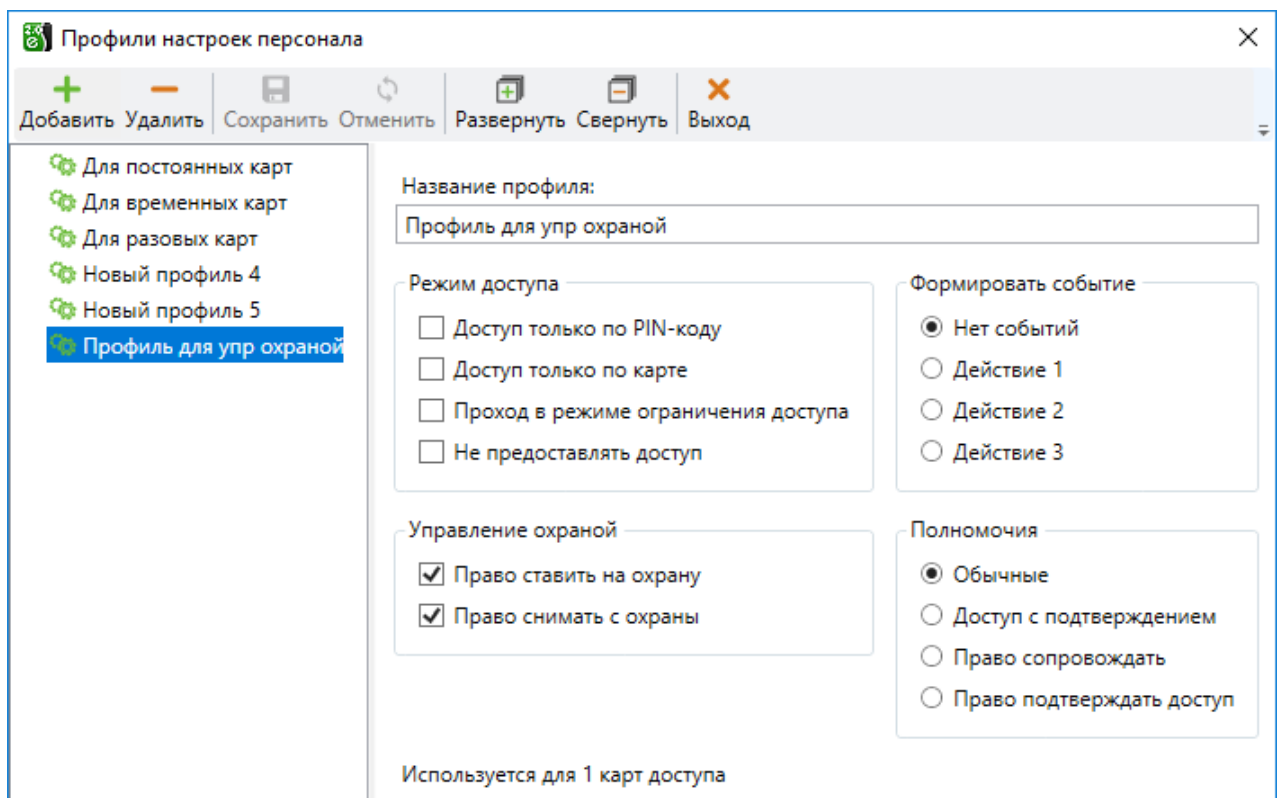 Профили настроек персонала
Добавить Удалить Сохранить Отменить Развернуть Свернуть Выход
Для постоянных карт
Для временных карт
Для разовых карт
Новый профиль 4
Новый профиль 5
Профиль для упр охраной
Название профиля:
Профиль для упр охраной
Режим доступа
Доступ только по PIN-коду
Доступ только по карте
Проход в режиме ограничения доступа
Не предоставлять доступ
Формировать событие
Нет событий
Действие 1
Действие 2
Действие 3
Управление охраной
Право ставить на охрану
Право снимать с охраны
Полномочия
Обычные
Доступ с подтверждением
Право сопровождать
Право подтверждать доступ
Используется для 1 карт доступа